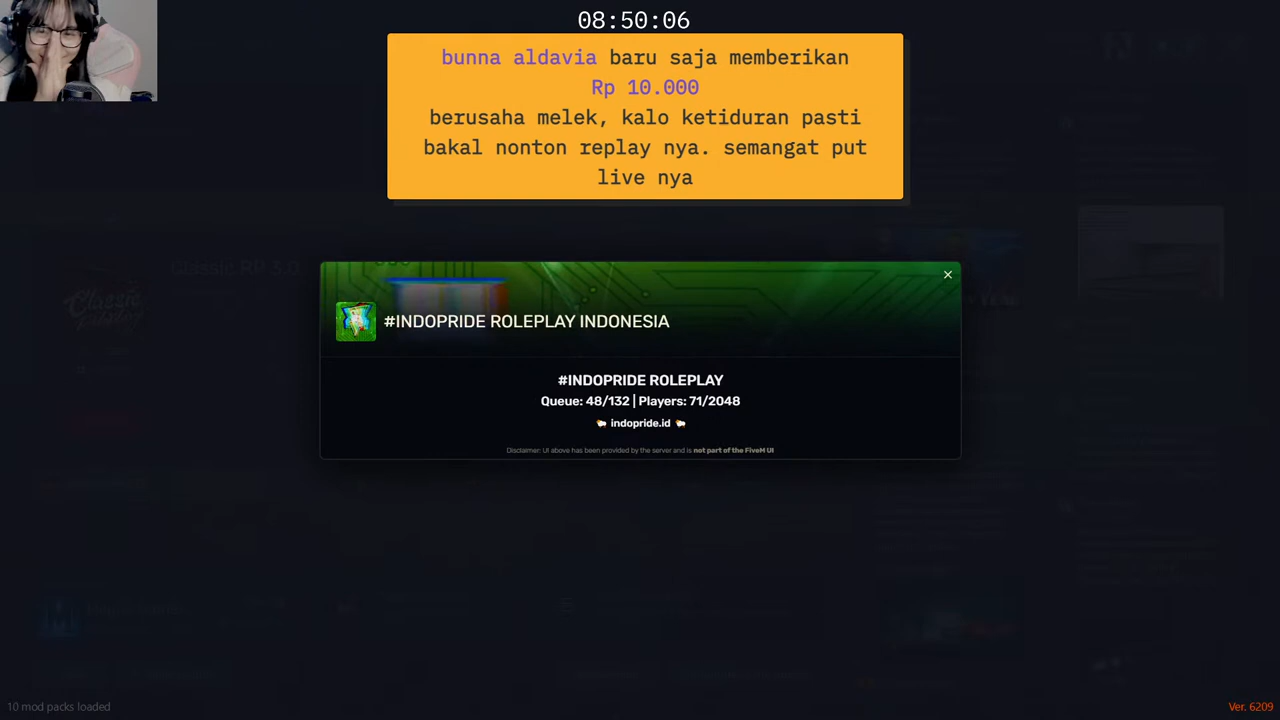 08:50:06
bunna aldavia baru saja memberikan
Rp 10.000
berusaha melek, kalo ketiduran pasti
bakal nonton replay nya. semangat put
live nya
#INDOPRIDE ROLEPLAY INDONESIA
#INDOPRIDE ROLEPLAY
Queue: 48/132 | Players: 71/2048
indopride.id
Disclaimer: UI above has been provided by the server and is not part of the FiveM UI
10 mod packs loaded
Ver. 6209